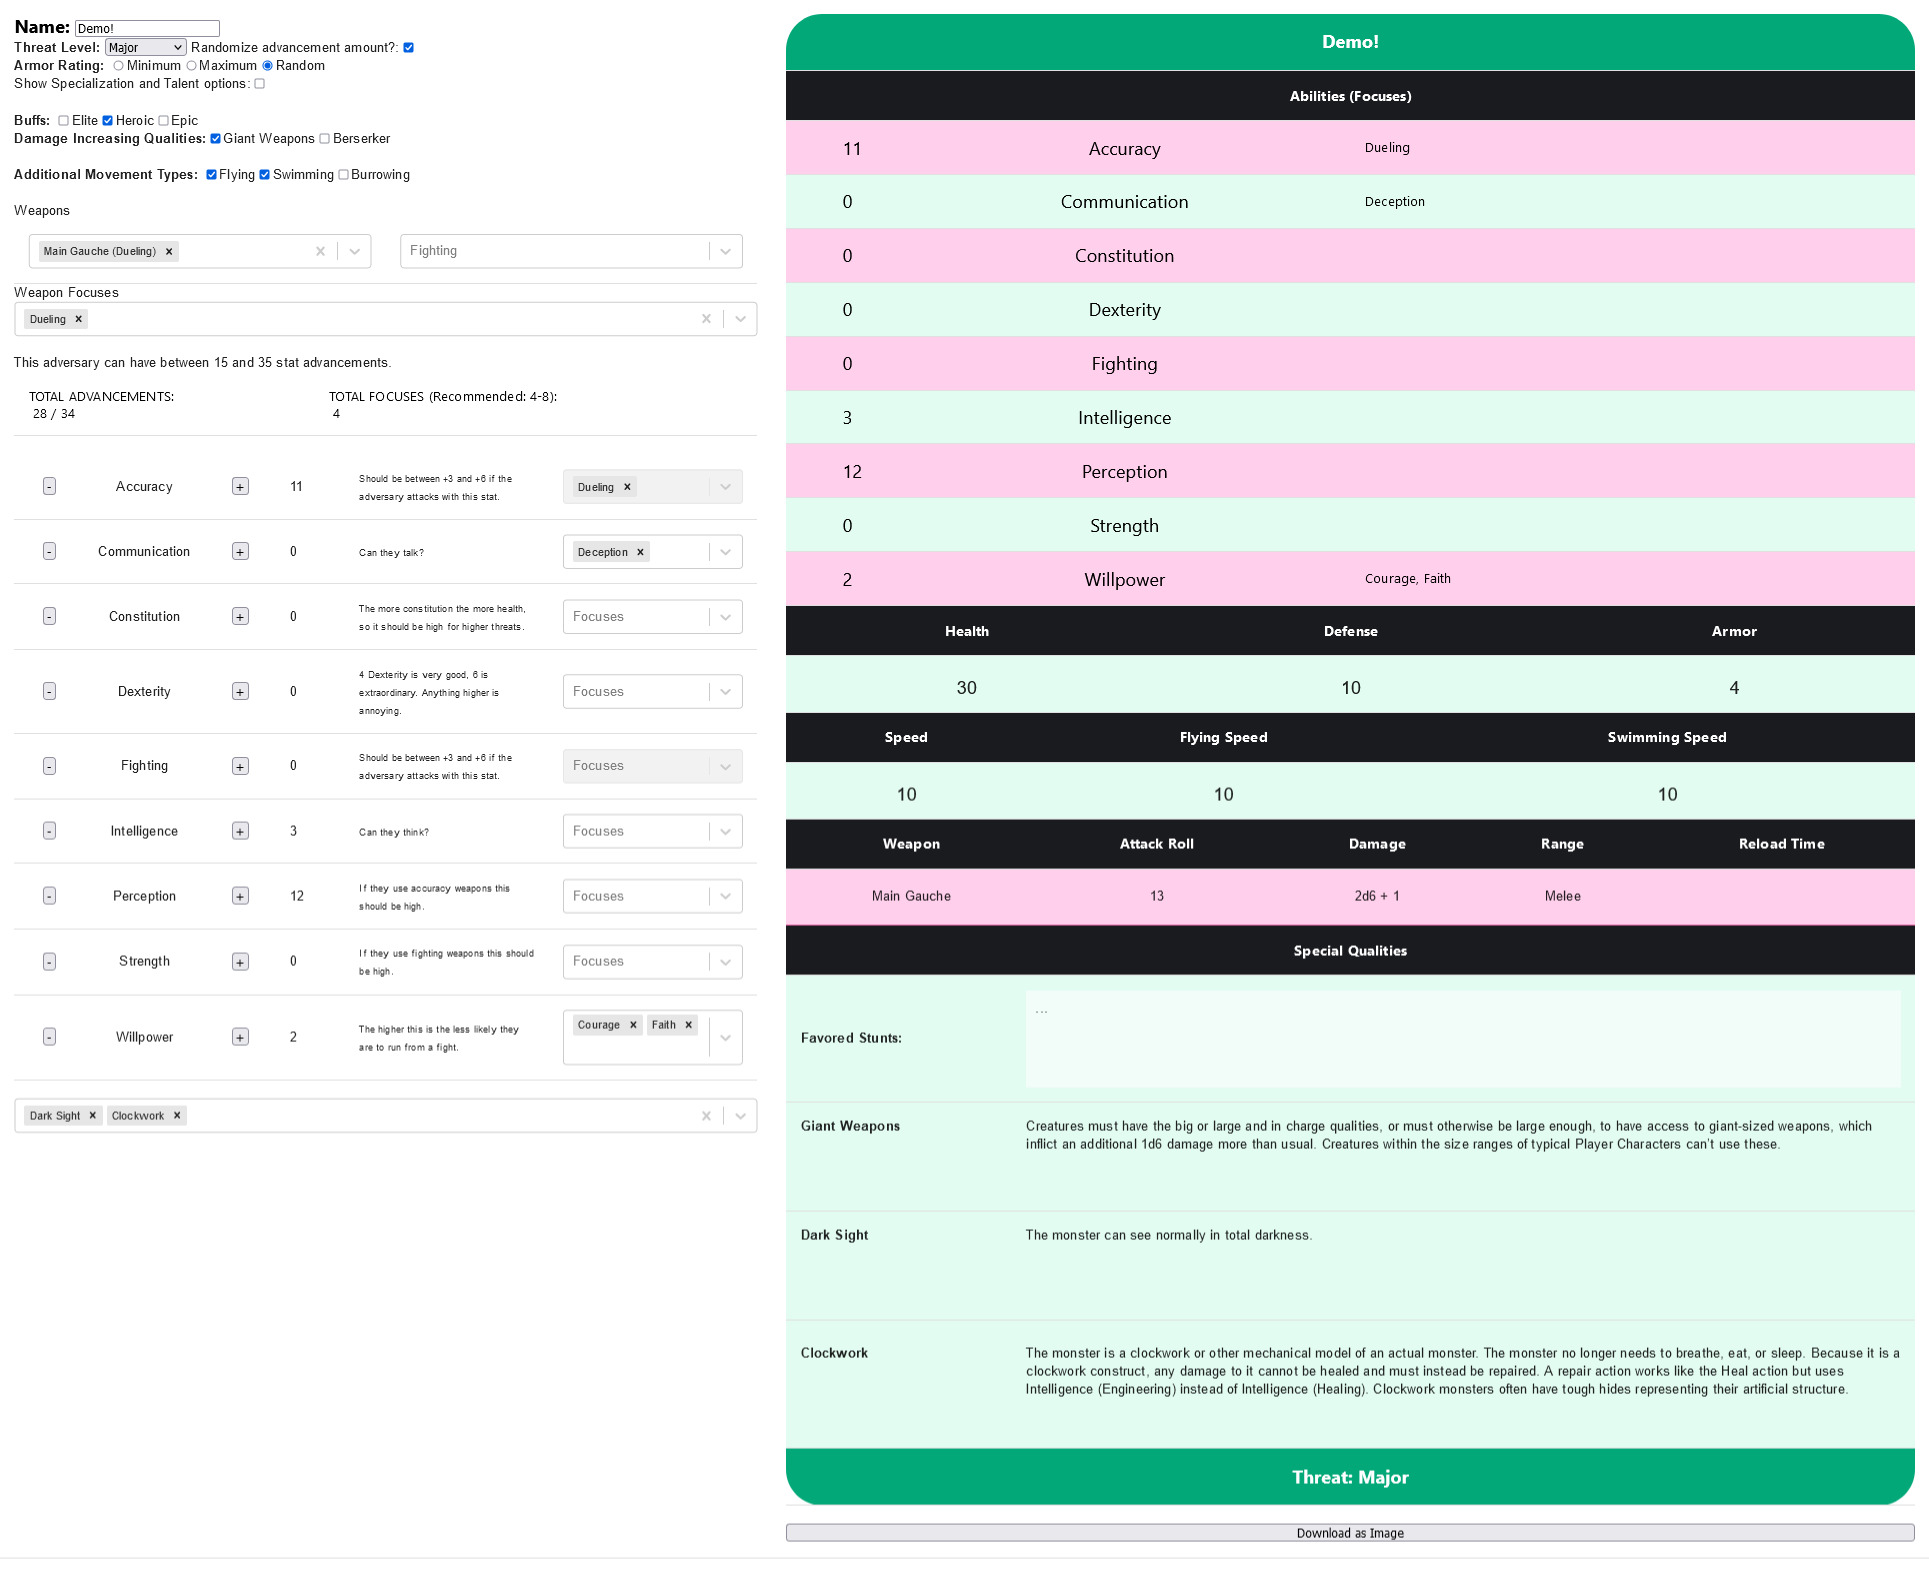 Name: Demo!
Threat Level: Major Randomize advancement amount?:
Armor Rating: Minimum Maximum Random
Show Specialization and Talent options:
Buffs: Elite Heroic Epic
Damage Increasing Qualities: Giant Weapons Berserker
Additional Movement Types: Flying Swimming Burrowing
Weapons
Main Gauche (Dueling) Fighting
Weapon Focuses
Dueling
This adversary can have between 15 and 35 stat advancements.
TOTAL ADVANCEMENTS: TOTAL FOCUSES (Recommended: 4-8):
28 / 34 4
- Accuracy + 11 Should be between +3 and +6 if the
adversary attacks with this stat. Dueling
- Communication + 0 Can they talk? Deception
- Constitution + 0 The more constitution the more health,
so it should be high for higher threats. Focuses
- Dexterity + 0 4 Dexterity is very good, 6 is
extraordinary. Anything higher is
annoying. Focuses
- Fighting + 0 Should be between +3 and +6 if the
adversary attacks with this stat. Focuses
- Intelligence + 3 Can they think? Focuses
- Perception + 12 If they use accuracy weapons this
should be high. Focuses
- Strength + 0 If they use fighting weapons this should
be high. Focuses
- Willpower + 2 The higher this is the less likely they
are to run from a fight. Courage Faith
Dark Sight Clockwork
Demo!
Abilities (Focuses)
11 Accuracy Dueling
0 Communication Deception
0 Constitution
0 Dexterity
0 Fighting
3 Intelligence
12 Perception
0 Strength
2 Willpower Courage, Faith
Health Defense Armor
30 10 4
Speed Flying Speed Swimming Speed
10 10 10
Weapon Attack Roll Damage Range Reload Time
Main Gauche 13 2d6 + 1 Melee
Special Qualities
Favored Stunts: ...
Giant Weapons Creatures must have the big or large and in charge qualities, or must otherwise be large enough, to have access to giant-sized weapons, which
inflict an additional 1d6 damage more than usual. Creatures within the size ranges of typical Player Characters can't use these.
Dark Sight The monster can see normally in total darkness.
Clockwork The monster is a clockwork or other mechanical model of an actual monster. The monster no longer needs to breathe, eat, or sleep. Because it is a
clockwork construct, any damage to it cannot be healed and must instead be repaired. A repair action works like the Heal action but uses
Intelligence (Engineering) instead of Intelligence (Healing). Clockwork monsters often have tough hides representing their artificial structure.
Threat: Major
Download as Image